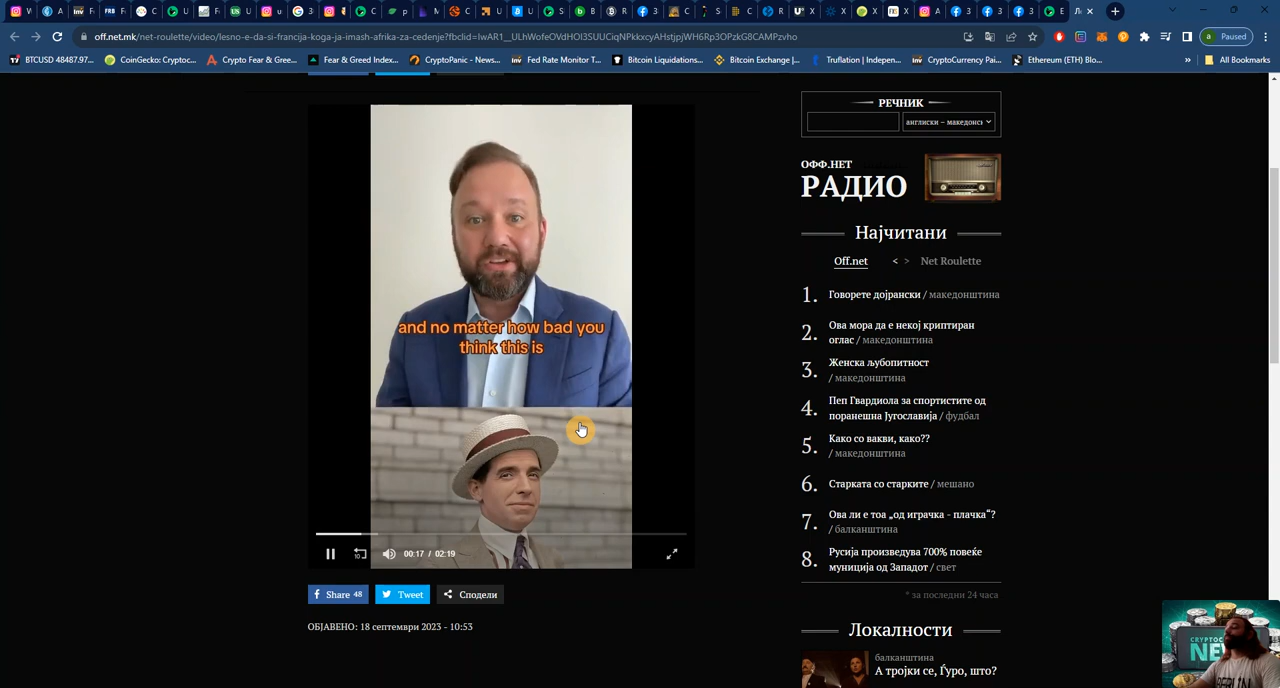 off.net.mk/net-roulette/video/lesno-e-da-si-francija-koga-ja-imash-afrika-za-cedenje?fbclid=IwAR1_ULhWofeOVdHOI3SUUCiqNPkkxcyAHstjpjWH6Rp3OPzkG8CAMPzvho
Paused
BTCUSD 48487.97...
CoinGecko: Cryptoc...
Crypto Fear & Gree...
Fear & Greed Index...
CryptoPanic - News...
Fed Rate Monitor T...
Bitcoin Liquidations...
Bitcoin Exchange |...
Truflation | Indepen...
CryptoCurrency Pai...
Ethereum (ETH) Blo...
»
All Bookmarks
and no matter how bad you
think this is
00:17 / 02:19
Share 48
Tweet
Сподели
ОБЈАВЕНО: 18 септември 2023 - 10:53
РЕЧНИК
англиски – македонс
ОФФ.НЕТ
РАДИО
Најчитани
Off.net
< >
Net Roulette
1. Говорете дојрански / македонштина
2. Ова мора да е некој криптиран
оглас / македонштина
3. Женска љубопитност
/ македонштина
4. Пеп Гвардиола за спортистите од
поранешна Југославија / фудбал
5. Како со вакви, како??
/ македонштина
6. Старката со старките / мешано
7. Ова ли е тоа „од играчка - плачка“?
/ балканштина
8. Русија произведува 700% повеќе
муниција од Западот / свет
* за последни 24 часа
Локалности
балканштина
А тројки се, Ѓуро, што?